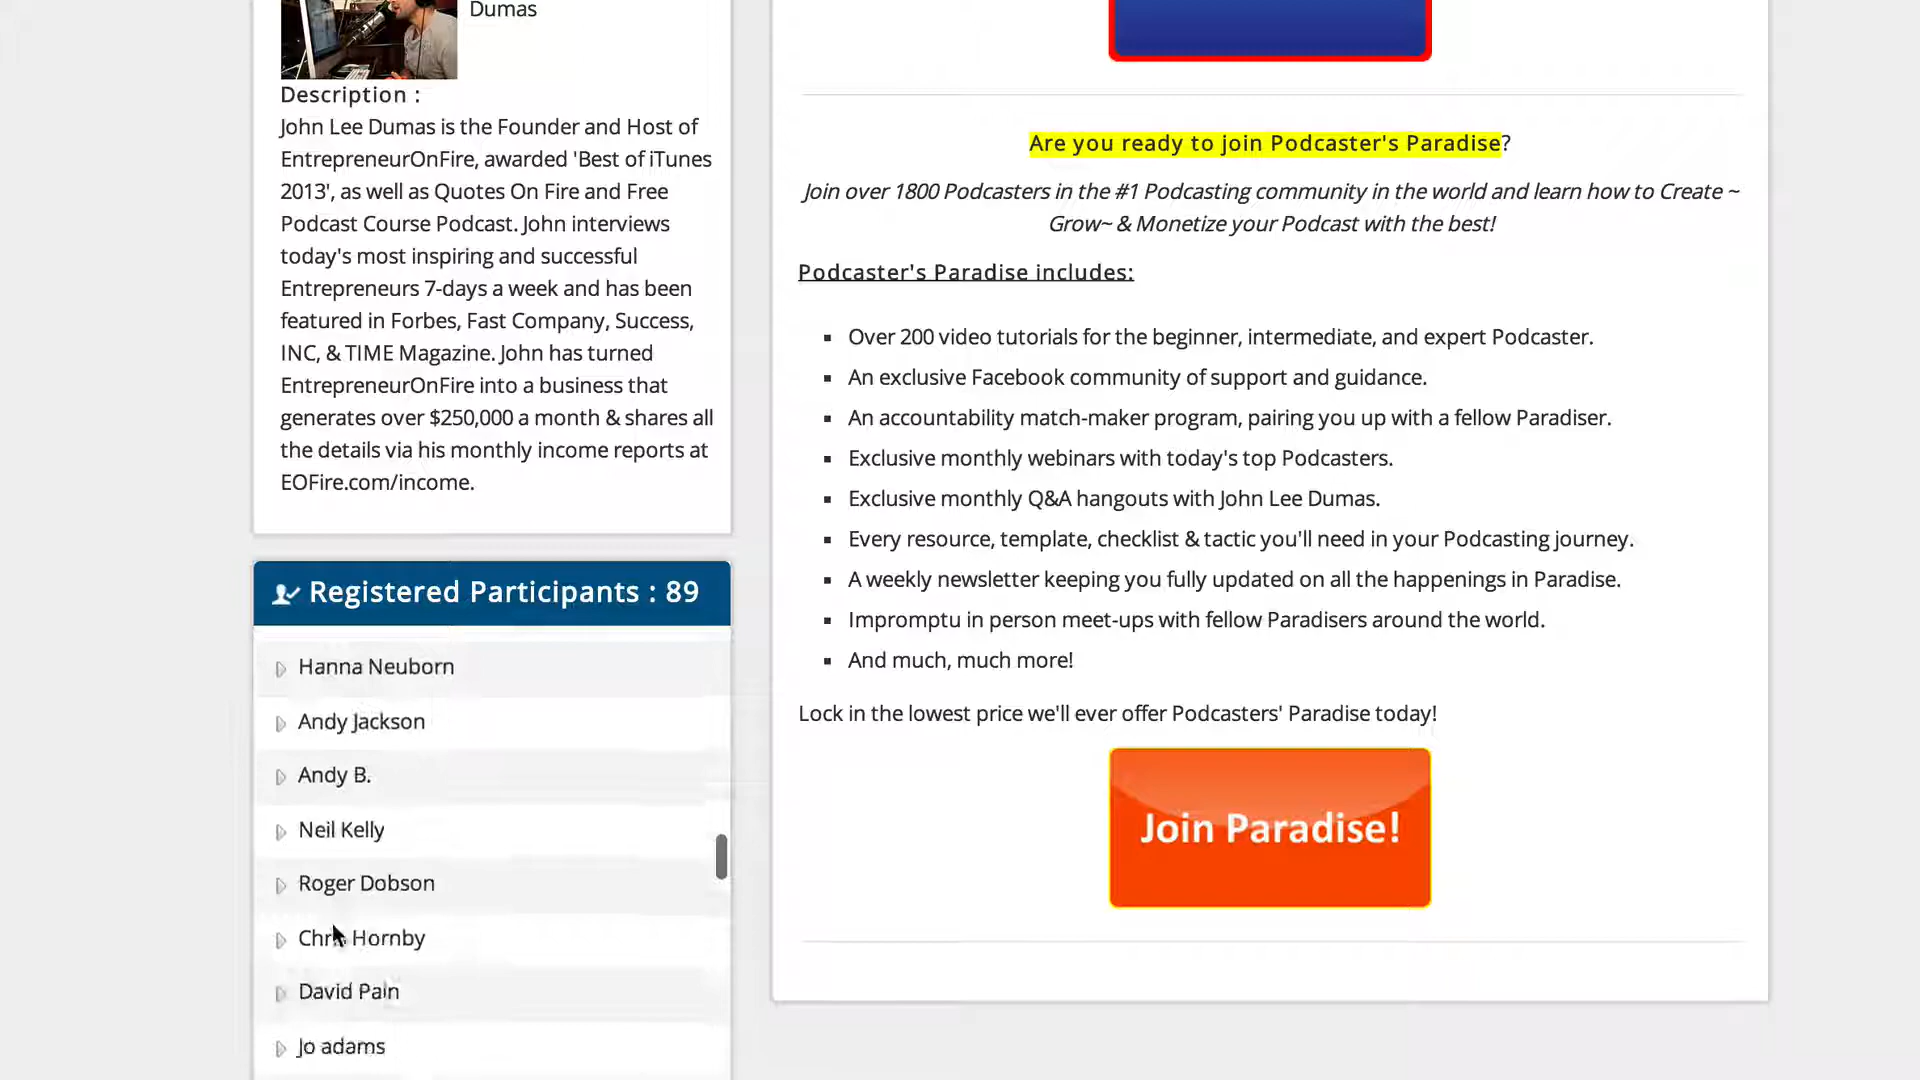 Dumas
Description :
John Lee Dumas is the Founder and Host of
EntrepreneurOnFire, awarded 'Best of iTunes
2013', as well as Quotes On Fire and Free
Podcast Course Podcast. John interviews
today's most inspiring and successful
Entrepreneurs 7-days a week and has been
featured in Forbes, Fast Company, Success,
INC, & TIME Magazine. John has turned
EntrepreneurOnFire into a business that
generates over $250,000 a month & shares all
the details via his monthly income reports at
EOFire.com/income.
Registered Participants : 89
Hanna Neuborn
Andy Jackson
Andy B.
Neil Kelly
Roger Dobson
Chris Hornby
David Pain
Jo adams
Are you ready to join Podcaster's Paradise?
Join over 1800 Podcasters in the #1 Podcasting community in the world and learn how to Create ~
Grow~ & Monetize your Podcast with the best!
Podcaster's Paradise includes:
Over 200 video tutorials for the beginner, intermediate, and expert Podcaster.
An exclusive Facebook community of support and guidance.
An accountability match-maker program, pairing you up with a fellow Paradiser.
Exclusive monthly webinars with today's top Podcasters.
Exclusive monthly Q&A hangouts with John Lee Dumas.
Every resource, template, checklist & tactic you'll need in your Podcasting journey.
A weekly newsletter keeping you fully updated on all the happenings in Paradise.
Impromptu in person meet-ups with fellow Paradisers around the world.
And much, much more!
Lock in the lowest price we'll ever offer Podcasters' Paradise today!
Join Paradise!